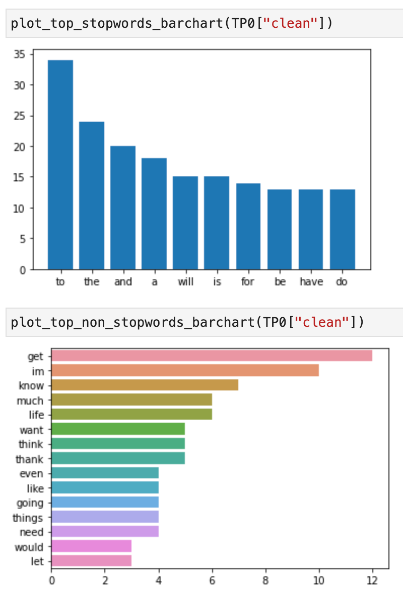 plot_top_stopwords_barchart(TP0["clean"])
35
30
25
20
15
10
5
0
to the and a will is for be have do
plot_top_non_stopwords_barchart(TP0["clean"])
get
im
know
much
life
want
think
thank
even
like
going
things
need
would
let
0 2 4 6 8 10 12